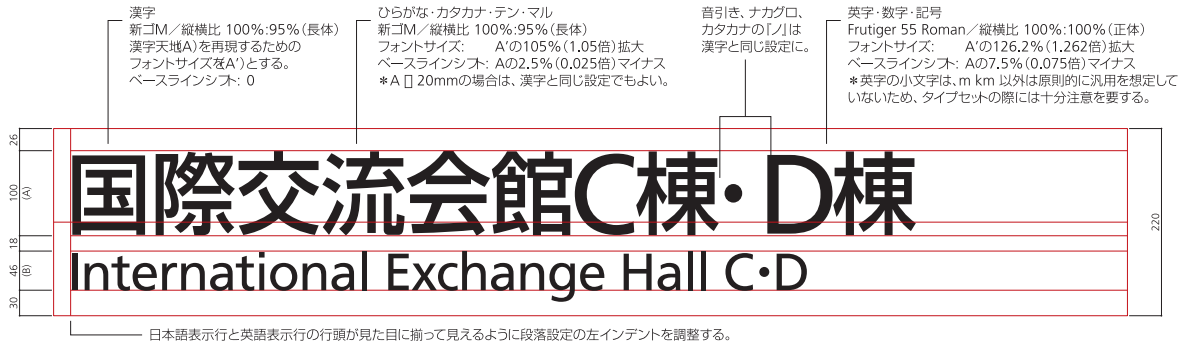 漢字
新ゴM／縦横比 100%:95%（長体）
漢字天地（A）を再現するための
フォントサイズを（A’）とする。
ベースラインシフト: 0
ひらがな・カタカナ・テン・マル
新ゴM／縦横比 100%:95%（長体）
フォントサイズ: A’の105%（1.05倍）拡大
ベースラインシフト: Aの2.5%（0.025倍）マイナス
＊A 20mmの場合は、漢字と同じ設定でもよい。
音引き、ナカグロ、
カタカナの「ノ」は
漢字と同じ設定に。
英字・数字・記号
Frutiger 55 Roman／縦横比 100%:100%（正体）
フォントサイズ: A’の126.2%（1.262倍）拡大
ベースラインシフト: Aの7.5%（0.075倍）マイナス
＊英字の小文字は、m km 以外は原則的に汎用を想定して
いないため、タイプセットの際には十分注意を要する。
26
100
(A)
18
46
(B)
30
国際交流会館C棟・D棟
International Exchange Hall C・D
220
日本語表示行と英語表示行の行頭が見た目に揃って見えるように段落設定の左インデントを調整する。